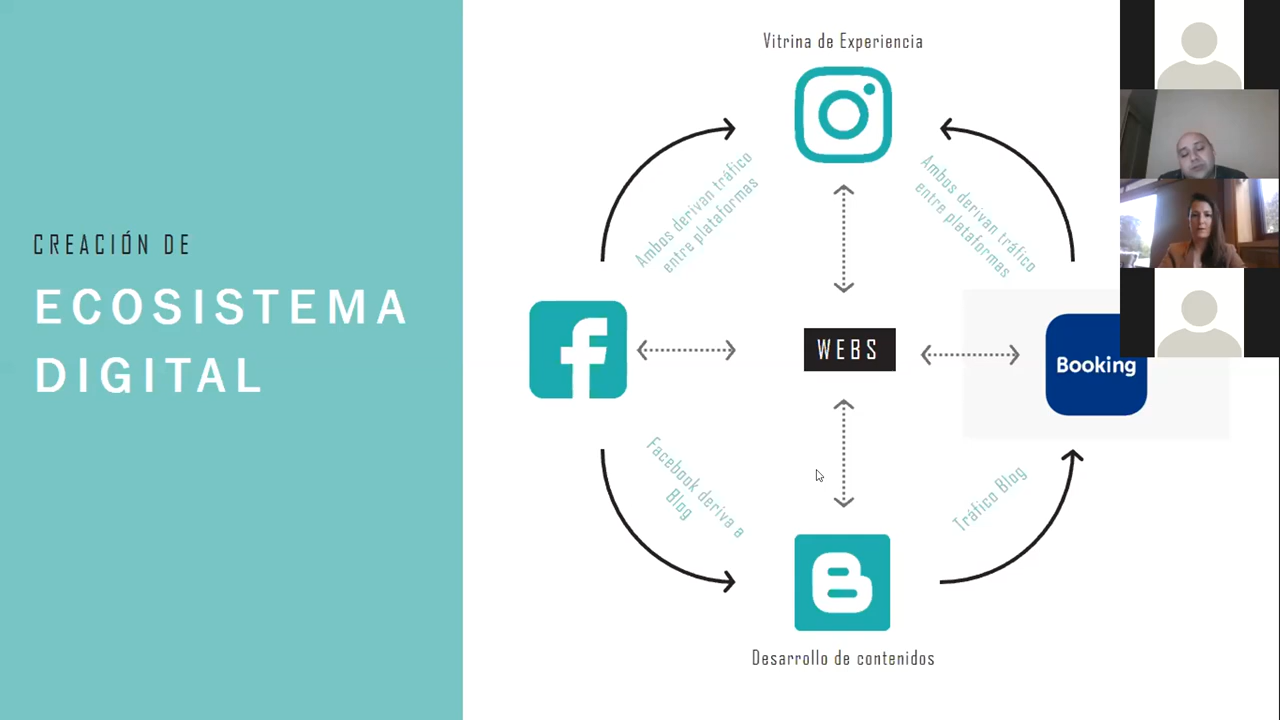 CREACIÓN DE
ECOSISTEMA
DIGITAL
Vitrina de Experiencia
Ambos derivan tráfico
entre plataformas
Ambos derivan tráfico
entre plataformas
WEBS
Booking
Facebook deriva a
Blog
Tráfico Blog
Desarrollo de contenidos